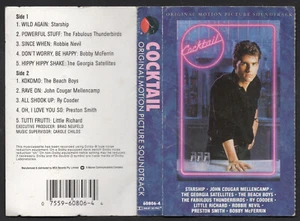 Side 1
1. WILD AGAIN: Starship
2. POWERFUL STUFF: The Fabulous Thunderbirds
3. SINCE WHEN: Robbie Nevil
4. DON'T WORRY, BE HAPPY: Bobby McFerrin
5. HIPPY HIPPY SHAKE: The Georgia Satellites
Side 2
1. KOKOMO: The Beach Boys
2. RAVE ON: John Cougar Mellencamp
3. ALL SHOOK UP: Ry Cooder
4. OH, I LOVE YOU SO: Preston Smith
5. TUTTI FRUTTI: Little Richard
EXECUTIVE PRODUCER: BRAD NEUFELD
MUSIC SUPERVISOR: CAROLE CHILDS
0 7559-60806-4 2
COCKTAIL
ORIGINAL MOTION PICTURE SOUNDTRACK
60806-4
ORIGINAL MOTION PICTURE SOUNDTRACK
Cocktail
STARSHIP • JOHN COUGAR MELLENCAMP
THE GEORGIA SATELLITES • THE BEACH BOYS
THE FABULOUS THUNDERBIRDS • RY COODER
LITTLE RICHARD • ROBBIE NEVIL
PRESTON SMITH • BOBBY McFERRIN